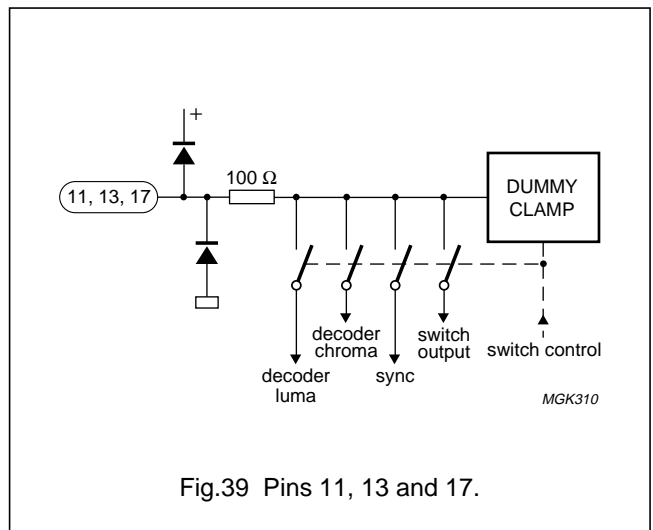 +
100 Ω
11, 13, 17
DUMMY
CLAMP
decoder
chroma
switch
output
switch control
decoder
luma
sync
MGK310
Fig.39 Pins 11, 13 and 17.